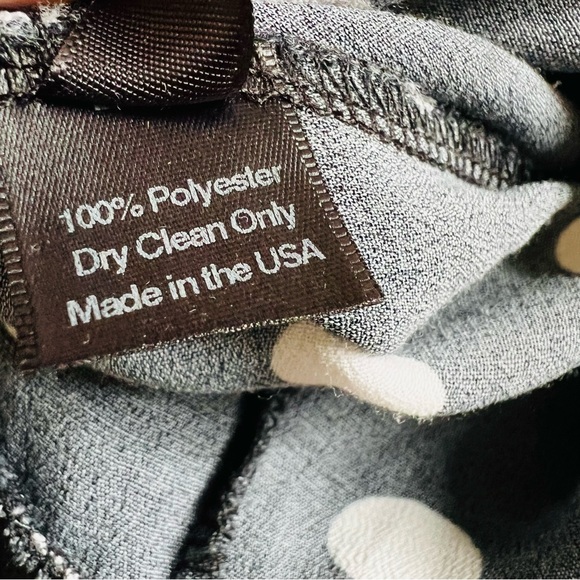 100% Polyester
Dry Clean Only
Made in the USA